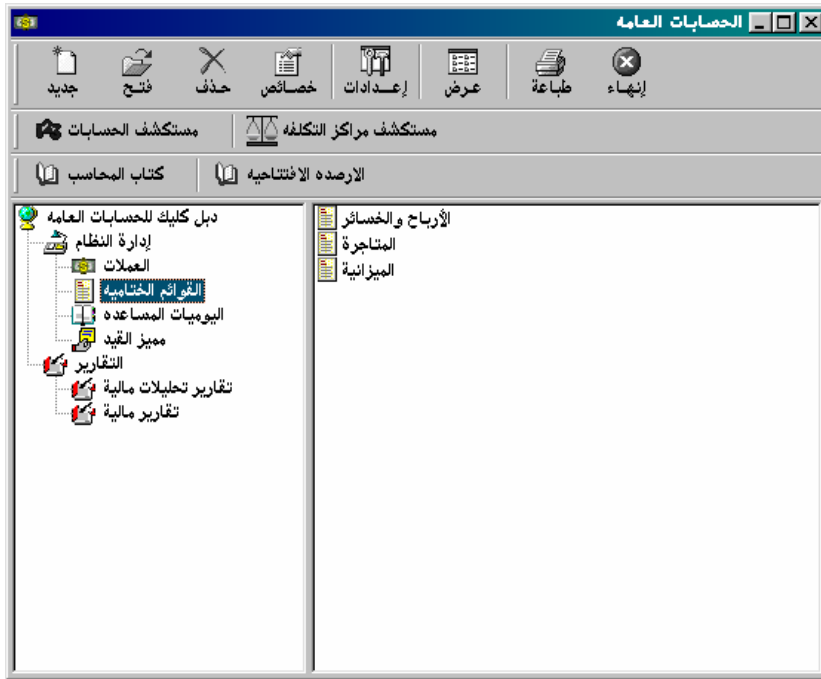 الحسابات العامه
جديد فتح حذف خصائص إعـدادات عرض طباعة إنهاء
مستكشف الحسابات مستكشف مراكز التكلفه
كتاب المحاسب الارصده الافتتاحيه
دبل كليك للحسابات العامه
إدارة النظام
العملات
القوائم الختاميه
اليوميات المساعده
مميز القيد
التقارير
تقارير تحليلات مالية
تقارير مالية
الأرباح والخسائر
المتاجرة
الميزانية